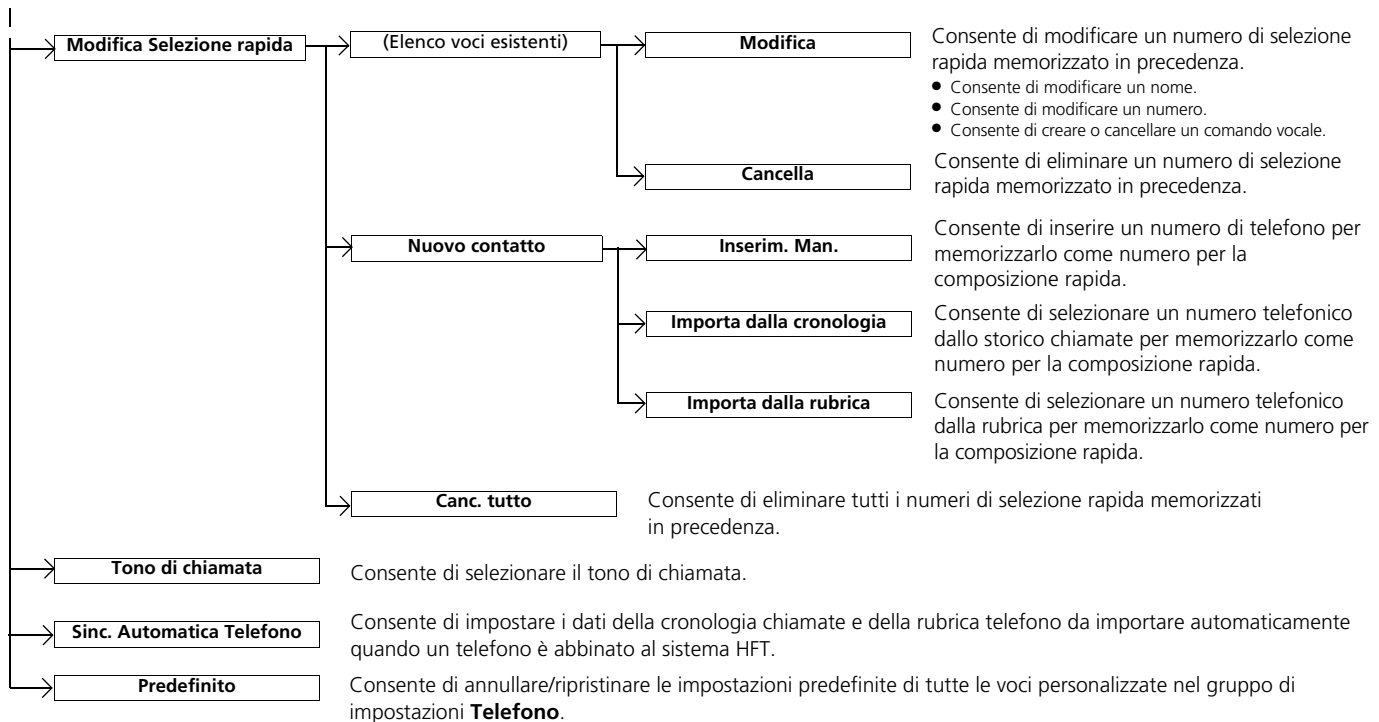 Modifica Selezione rapida
(Elenco voci esistenti)
Modifica
Consente di modificare un numero di selezione
rapida memorizzato in precedenza.
● Consente di modificare un nome.
● Consente di modificare un numero.
● Consente di creare o cancellare un comando vocale.
Cancella
Consente di eliminare un numero di selezione
rapida memorizzato in precedenza.
Nuovo contatto
Inserim. Man.
Consente di inserire un numero di telefono per
memorizzarlo come numero per la
composizione rapida.
Importa dalla cronologia
Consente di selezionare un numero telefonico
dallo storico chiamate per memorizzarlo come
numero per la composizione rapida.
Importa dalla rubrica
Consente di selezionare un numero telefonico
dalla rubrica per memorizzarlo come numero per
la composizione rapida.
Canc. tutto
Consente di eliminare tutti i numeri di selezione rapida memorizzati
in precedenza.
Tono di chiamata
Consente di selezionare il tono di chiamata.
Sinc. Automatica Telefono
Consente di impostare i dati della cronologia chiamate e della rubrica telefono da importare automaticamente
quando un telefono è abbinato al sistema HFT.
Predefinito
Consente di annullare/ripristinare le impostazioni predefinite di tutte le voci personalizzate nel gruppo di
impostazioni Telefono.